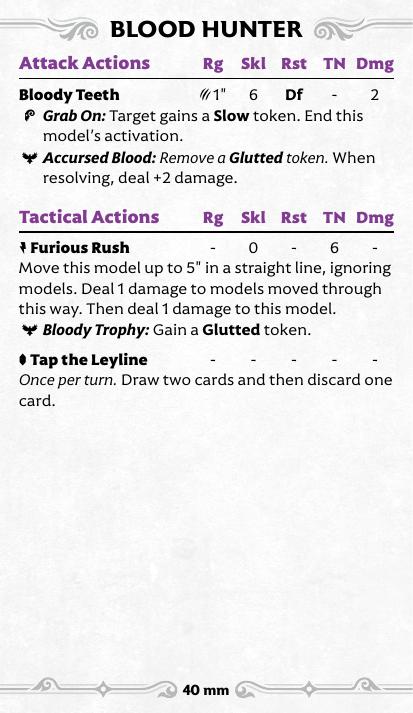 BLOOD HUNTER
Attack Actions Rg Skl Rst TN Dmg
Bloody Teeth 1" 6 Df - 2
Grab On: Target gains a Slow token. End this
model's activation.
Accursed Blood: Remove a Glutted token. When
resolving, deal +2 damage.
Tactical Actions Rg Skl Rst TN Dmg
Furious Rush - 0 - 6 -
Move this model up to 5" in a straight line, ignoring
models. Deal 1 damage to models moved through
this way. Then deal 1 damage to this model.
Bloody Trophy: Gain a Glutted token.
Tap the Leyline - - - - -
Once per turn. Draw two cards and then discard one
card.
40 mm